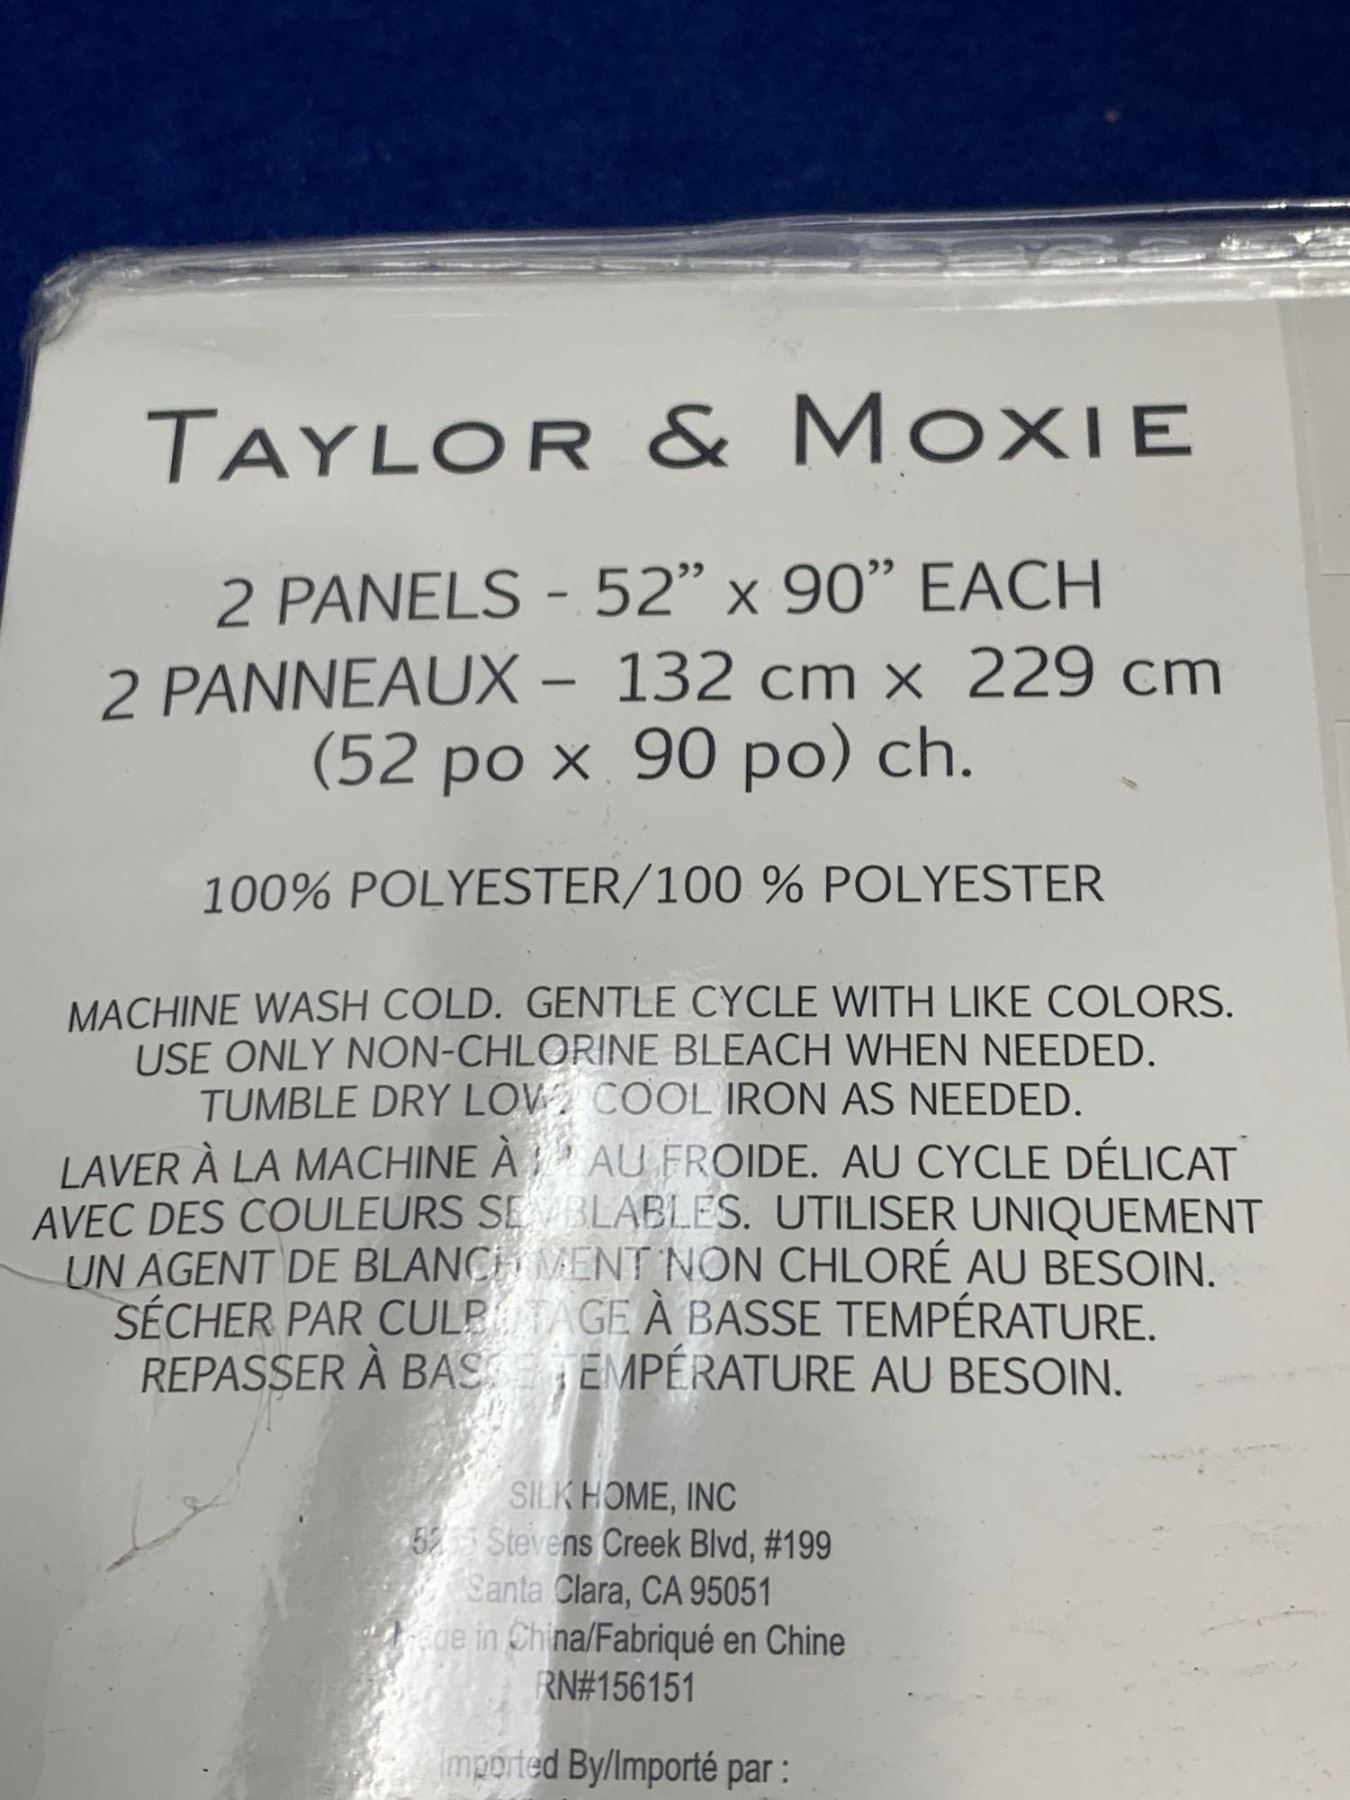 TAYLOR & MOXIE
2 PANELS - 52” x 90” EACH
2 PANNEAUX – 132 cm x 229 cm
(52 po x 90 po) ch.
100% POLYESTER/100 % POLYESTER
MACHINE WASH COLD. GENTLE CYCLE WITH LIKE COLORS.
USE ONLY NON-CHLORINE BLEACH WHEN NEEDED.
TUMBLE DRY LOW. COOL IRON AS NEEDED.
LAVER À LA MACHINE À L'EAU FROIDE. AU CYCLE DÉLICAT
AVEC DES COULEURS SEMBLABLES. UTILISER UNIQUEMENT
UN AGENT DE BLANCHIMENT NON CHLORÉ AU BESOIN.
SÉCHER PAR CULBUTAGE À BASSE TEMPÉRATURE.
REPASSER À BASSE TEMPÉRATURE AU BESOIN.
SILK HOME, INC
Stevens Creek Blvd, #199
Santa Clara, CA 95051
Made in China/Fabriqué en Chine
RN#156151
Imported By/Importé par :